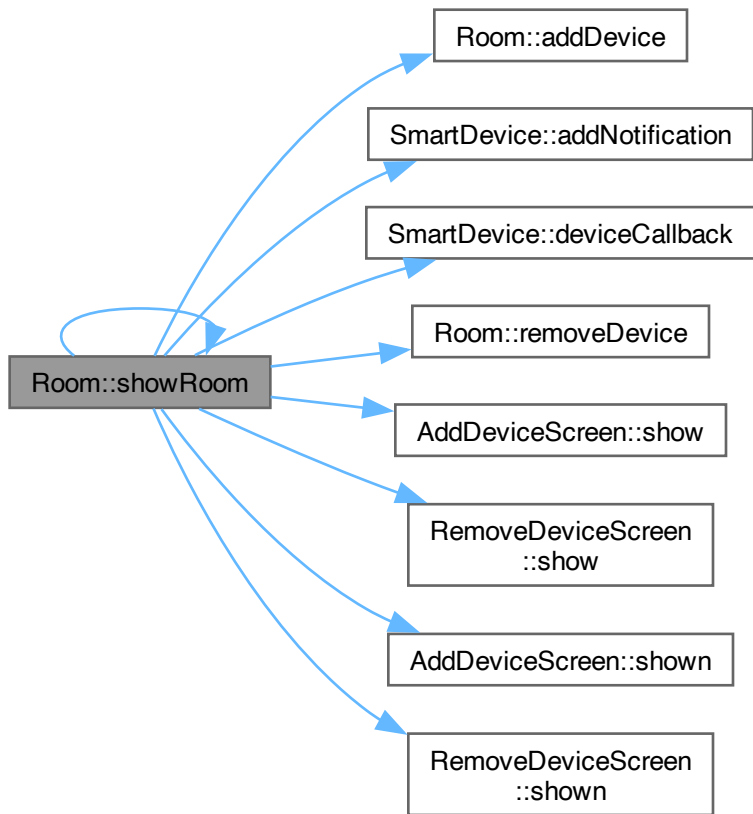 Room::addDevice
SmartDevice::addNotification
SmartDevice::deviceCallback
Room::removeDevice
Room::showRoom
AddDeviceScreen::show
RemoveDeviceScreen
::show
AddDeviceScreen::shown
RemoveDeviceScreen
::shown